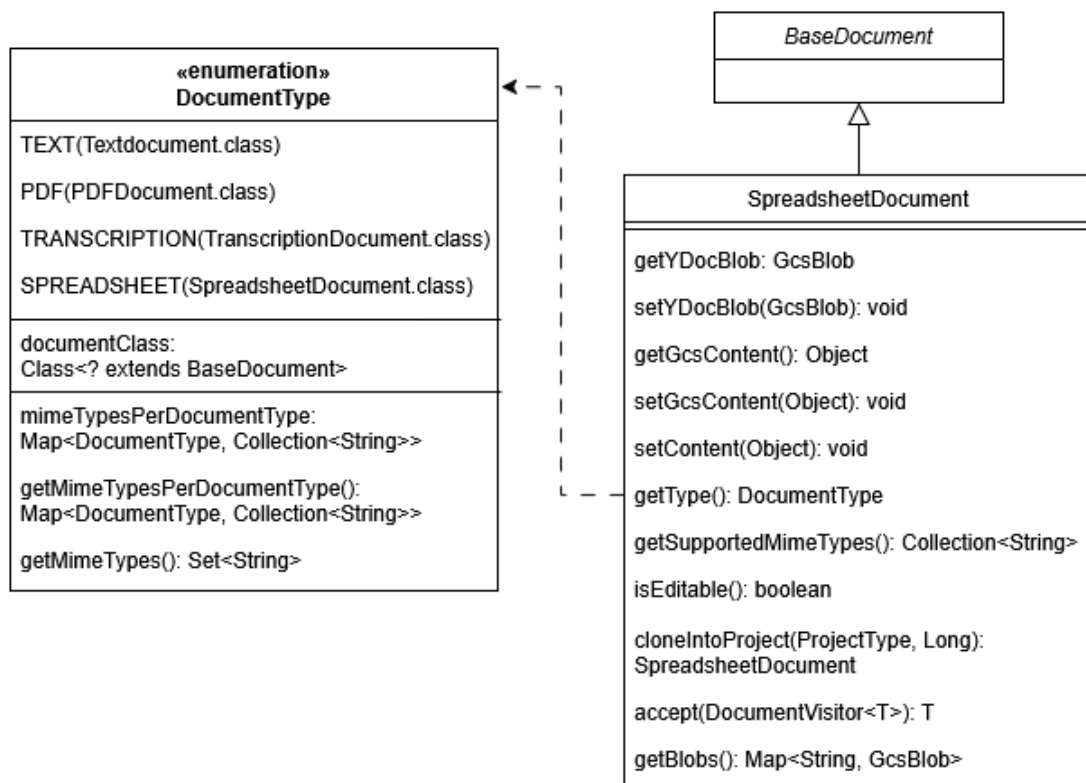 «enumeration»
DocumentType
TEXT(Textdocument.class)
PDF(PDFDocument.class)
TRANSCRIPTION(TranscriptionDocument.class)
SPREADSHEET(SpreadsheetDocument.class)
documentClass:
Class<? extends BaseDocument>
mimeTypesPerDocumentType:
Map<DocumentType, Collection<String>>
getMimeTypesPerDocumentType():
Map<DocumentType, Collection<String>>
getMimeTypes(): Set<String>
BaseDocument
SpreadsheetDocument
getYDocBlob: GcsBlob
setYDocBlob(GcsBlob): void
getGcsContent(): Object
setGcsContent(Object): void
setContent(Object): void
getType(): DocumentType
getSupportedMimeTypes(): Collection<String>
isEditable(): boolean
cloneIntoProject(ProjectType, Long):
SpreadsheetDocument
accept(DocumentVisitor<T>): T
getBlobs(): Map<String, GcsBlob>